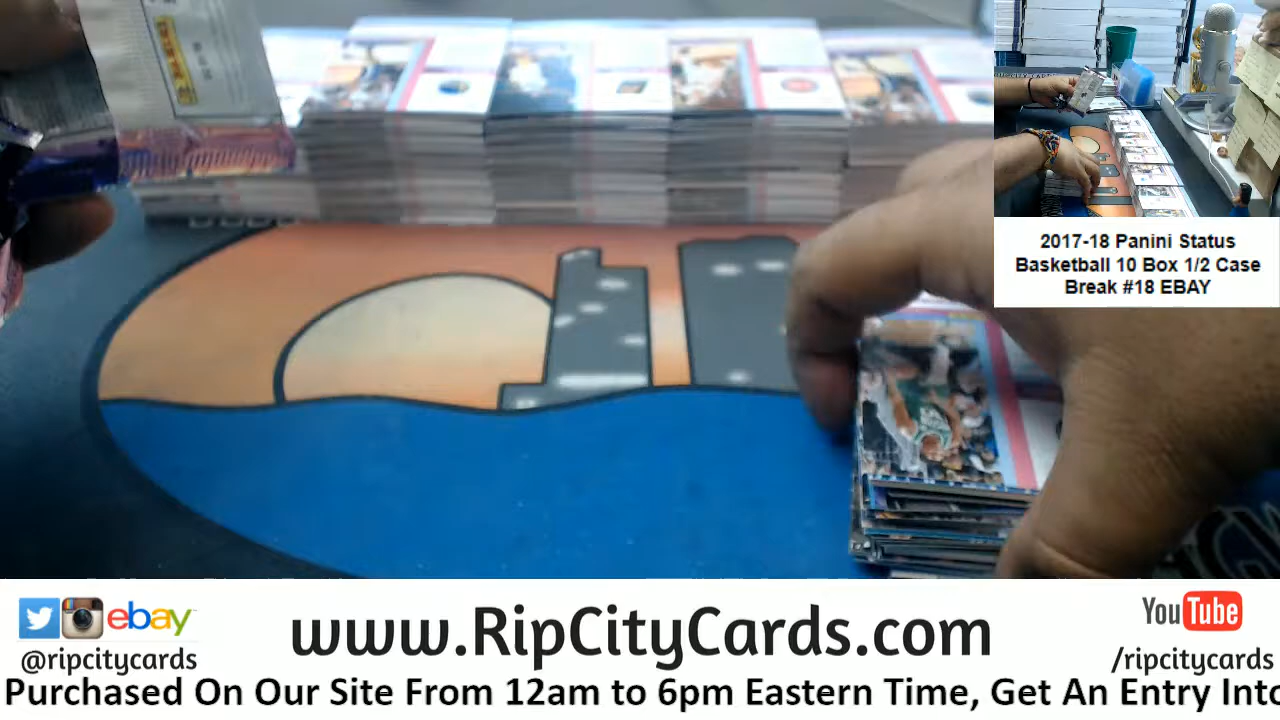 2017-18 Panini Status
Basketball 10 Box 1/2 Case
Break #18 EBAY
ebay
www.RipCityCards.com
YouTube
@ripcitycards
/ripcitycards
Purchased On Our Site From 12am to 6pm Eastern Time, Get An Entry Into